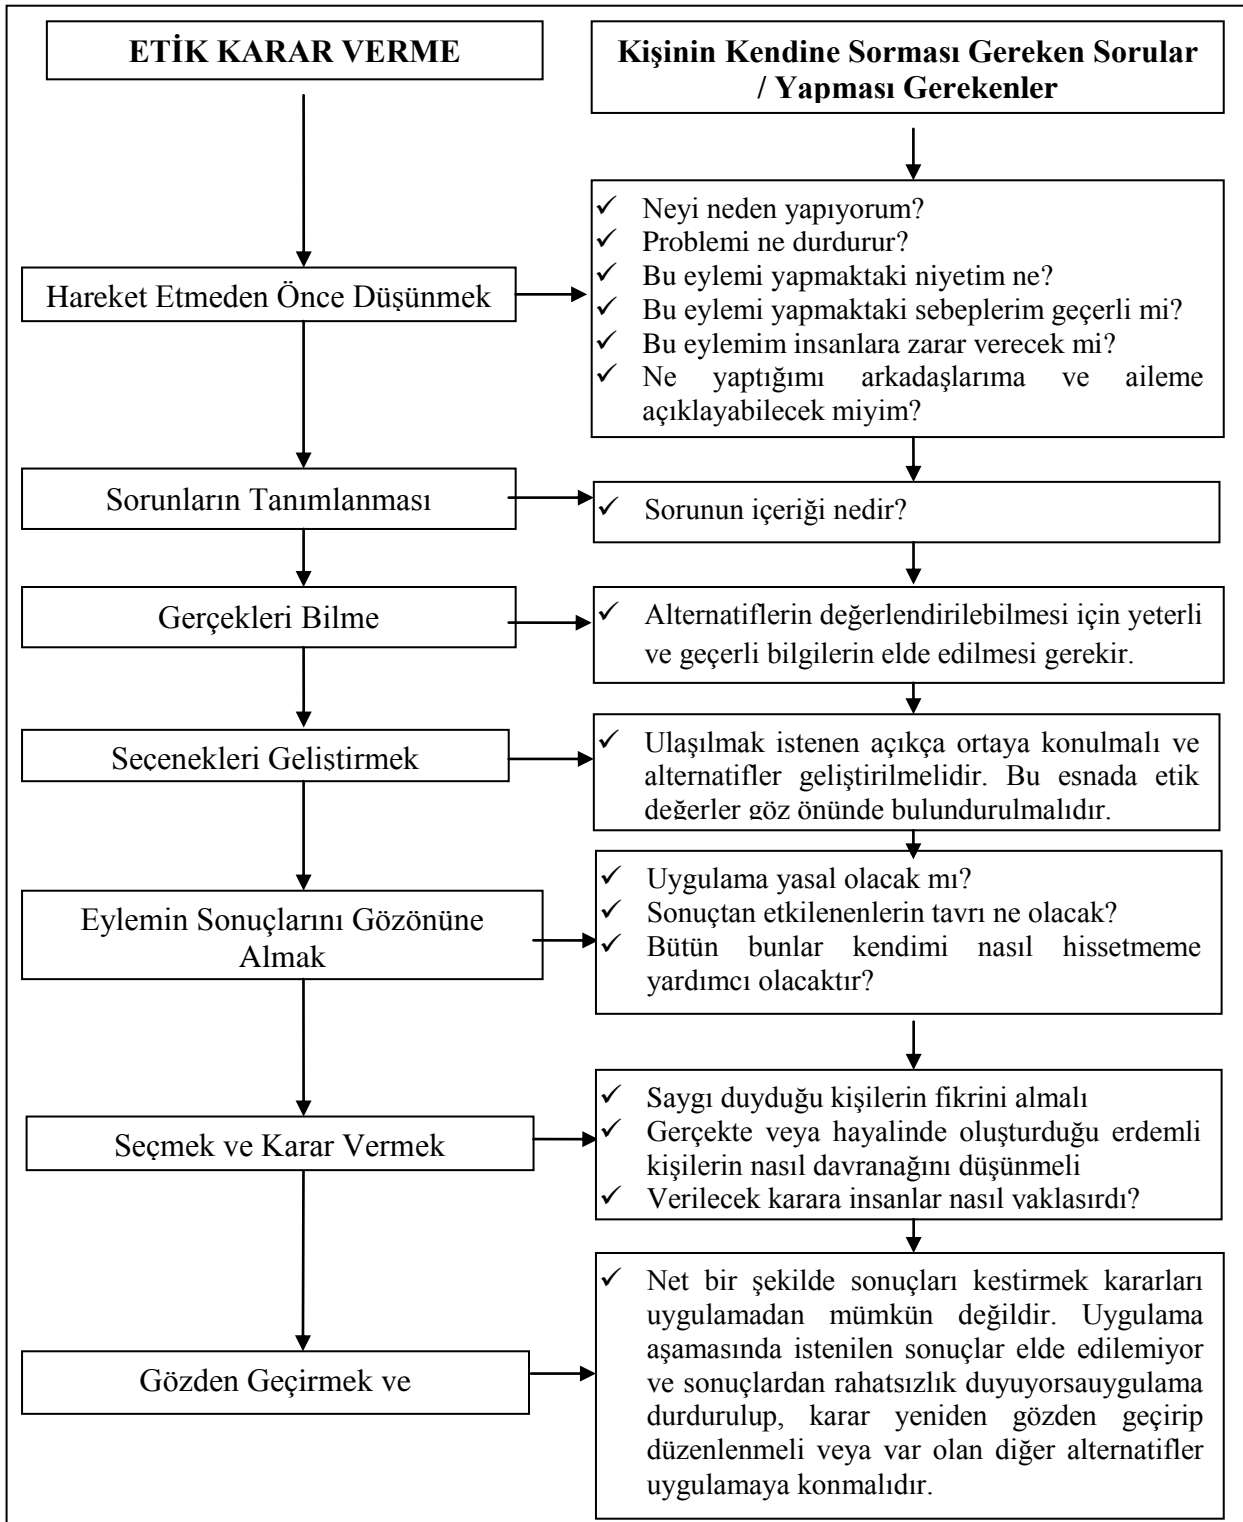 ETİK KARAR VERME
Kişinin Kendine Sorması Gereken Sorular
/ Yapması Gerekenler
Hareket Etmeden Önce Düşünmek
✓ Neyi neden yapıyorum?
✓ Problemi ne durdurur?
✓ Bu eylemi yapmaktaki niyetim ne?
✓ Bu eylemi yapmaktaki sebeplerim geçerli mi?
✓ Bu eylemim insanlara zarar verecek mi?
✓ Ne yaptığımı arkadaşlarıma ve aileme
açıklayabilecek miyim?
Sorunların Tanımlanması
✓ Sorunun içeriği nedir?
Gerçekleri Bilme
✓ Alternatiflerin değerlendirilebilmesi için yeterli
ve geçerli bilgilerin elde edilmesi gerekir.
Seçenekleri Geliştirmek
✓ Ulaşılmak istenen açıkça ortaya konulmalı ve
alternatifler geliştirilmelidir. Bu esnada etik
değerler göz önünde bulundurulmalıdır.
Eylemin Sonuçlarını Gözönüne
Almak
✓ Uygulama yasal olacak mı?
✓ Sonuçtan etkilenenlerin tavrı ne olacak?
✓ Bütün bunlar kendimi nasıl hissetmeme
yardımcı olacaktır?
Seçmek ve Karar Vermek
✓ Saygı duyduğu kişilerin fikrini almalı
✓ Gerçekte veya hayalinde oluşturduğu erdemli
kişilerin nasıl davranağını düşünmeli
✓ Verilecek karara insanlar nasıl yaklaşırdı?
Gözden Geçirmek ve
✓ Net bir şekilde sonuçları kestirmek kararları
uygulamadan mümkün değildir. Uygulama
aşamasında istenilen sonuçlar elde edilemiyor
ve sonuçlardan rahatsızlık duyuyorsauygulama
durdurulup, karar yeniden gözden geçirip
düzenlenmeli veya var olan diğer alternatifler
uygulamaya konmalıdır.